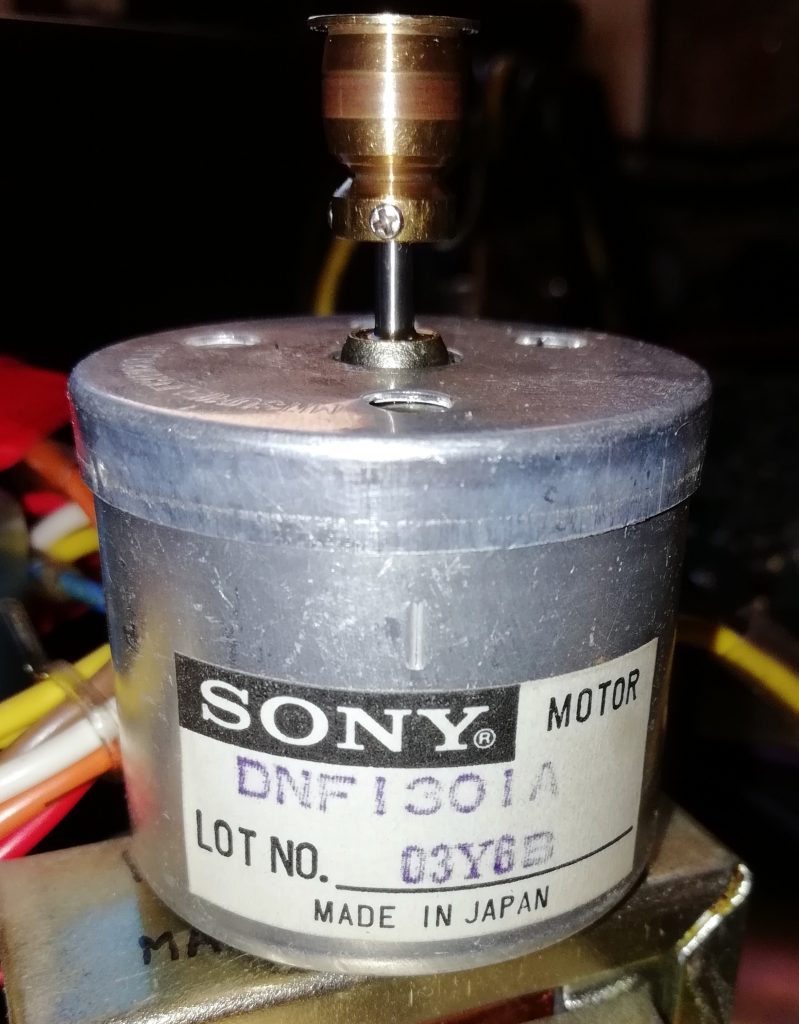 SONY® MOTOR
DNF1301A
LOT NO. 03Y6B
MADE IN JAPAN